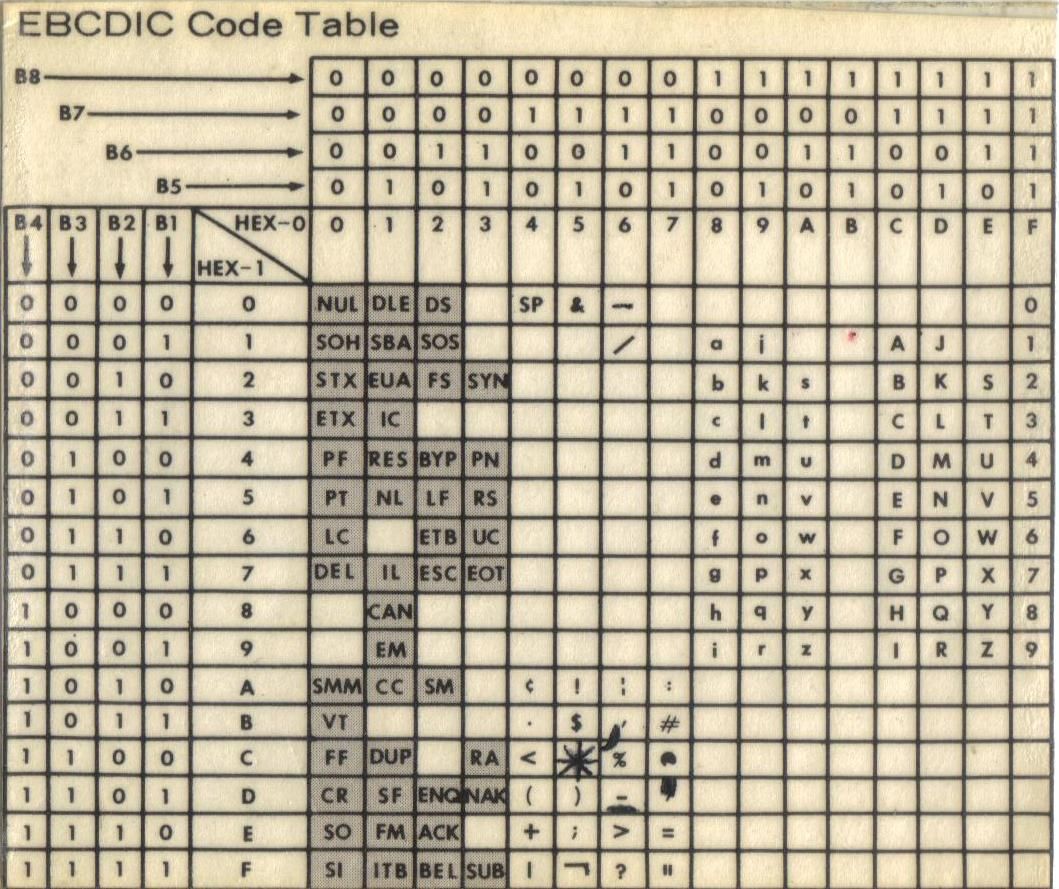 EBCDIC Code Table
B8 0 0 0 0 0 0 0 0 1 1 1 1 1 1 1 1
B7 0 0 0 0 1 1 1 1 0 0 0 0 1 1 1 1
B6 0 0 1 1 0 0 1 1 0 0 1 1 0 0 1 1
B5 0 1 0 1 0 1 0 1 0 1 0 1 0 1 0 1
B4 B3 B2 B1 HEX-0 0 1 2 3 4 5 6 7 8 9 A B C D E F
HEX-1
0 0 0 0 0 NUL DLE DS SP & – 0
0 0 0 1 1 SOH SBA SOS / a j A J 1
0 0 1 0 2 STX EUA FS SYN b k s B K S 2
0 0 1 1 3 ETX IC c l t C L T 3
0 1 0 0 4 PF RES BYP PN d m u D M U 4
0 1 0 1 5 PT NL LF RS e n v E N V 5
0 1 1 0 6 LC ETB UC f o w F O W 6
0 1 1 1 7 DEL IL ESC EOT g p x G P X 7
1 0 0 0 8 CAN h q y H Q Y 8
1 0 0 1 9 EM i r z I R Z 9
1 0 1 0 A SMM CC SM ¢ ! ¦ :
1 0 1 1 B VT . $ , #
1 1 0 0 C FF DUP RA < * % @
1 1 0 1 D CR SF ENQ NAK ( ) _ '
1 1 1 0 E SO FM ACK + ; > =
1 1 1 1 F SI ITB BEL SUB | ¬ ? "